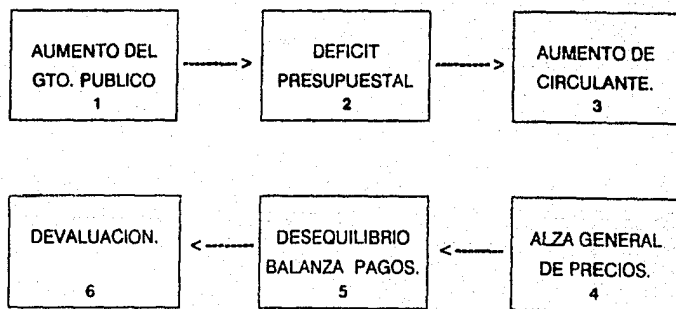 AUMENTO DEL
GTO. PUBLICO
1
DEFICIT
PRESUPUESTAL
2
AUMENTO DE
CIRCULANTE.
3
ALZA GENERAL
DE PRECIOS.
4
DESEQUILIBRIO
BALANZA PAGOS.
5
DEVALUACION.
6